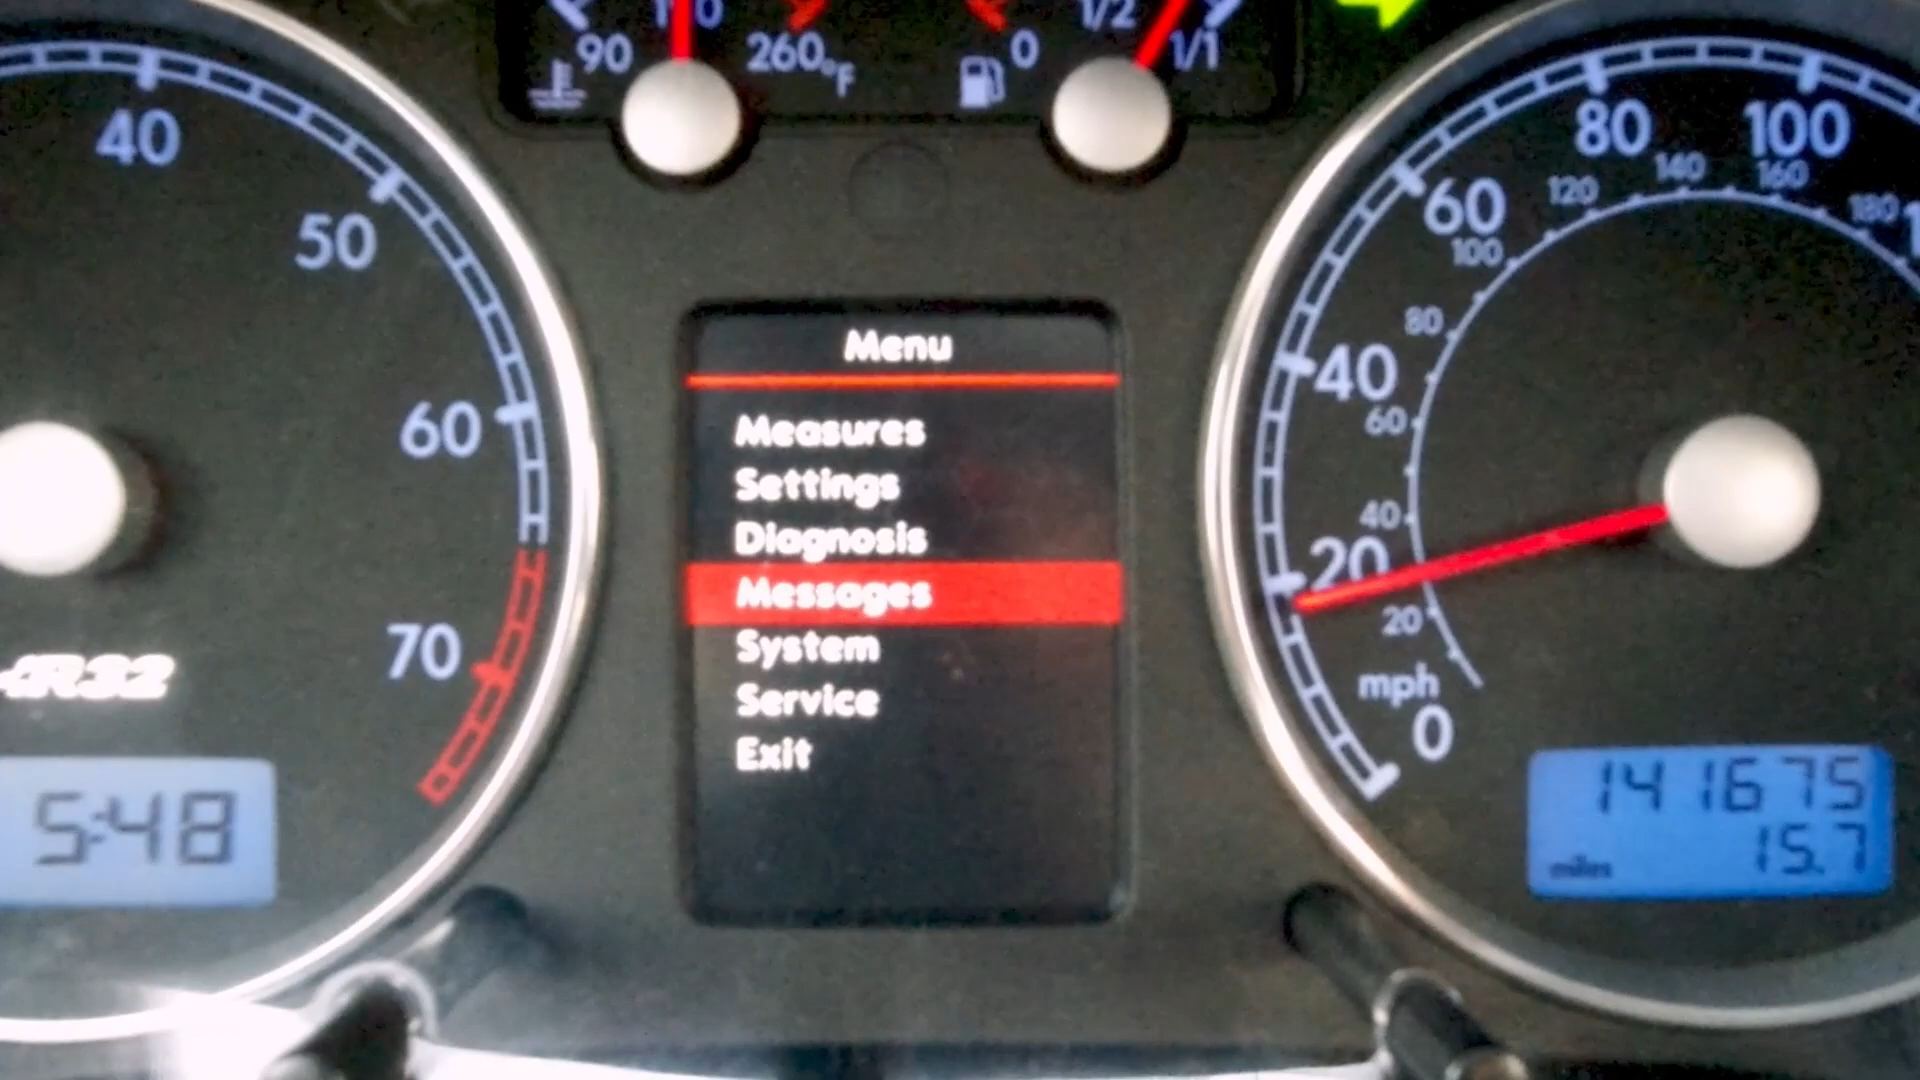 90
260°F
0
1/2
1/1
40
50
60
70
R32
5:48
Menu
Measures
Settings
Diagnosis
Messages
System
Service
Exit
100
80
60
40
20
0
mph
180
160
140
120
100
80
60
40
20
141675
miles 15.7